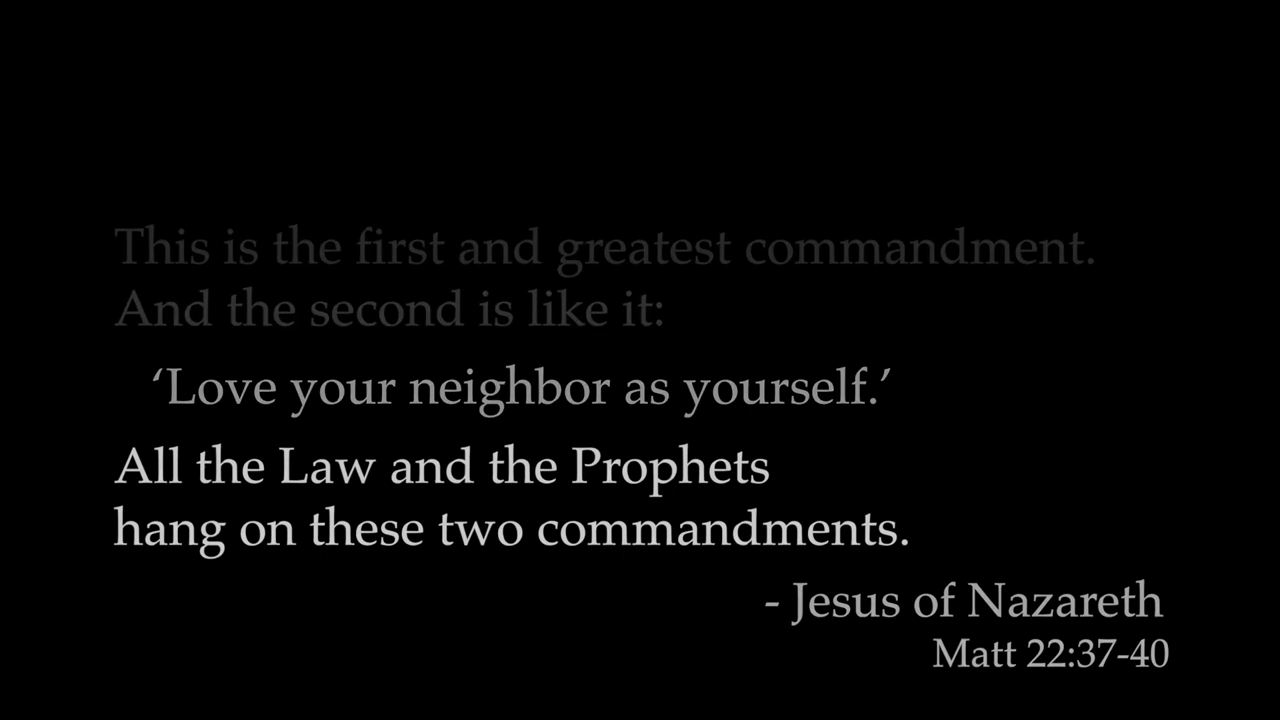 This is the first and greatest commandment.
And the second is like it:
‘Love your neighbor as yourself.’
All the Law and the Prophets
hang on these two commandments.
- Jesus of Nazareth
Matt 22:37-40